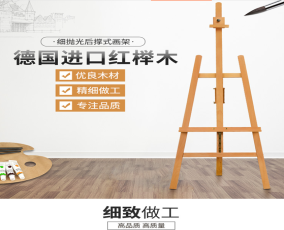 细抛光后撑式画架
德国进口红榉木
优良木材
精细做工
专注品质
细致做工
高品质 高质量